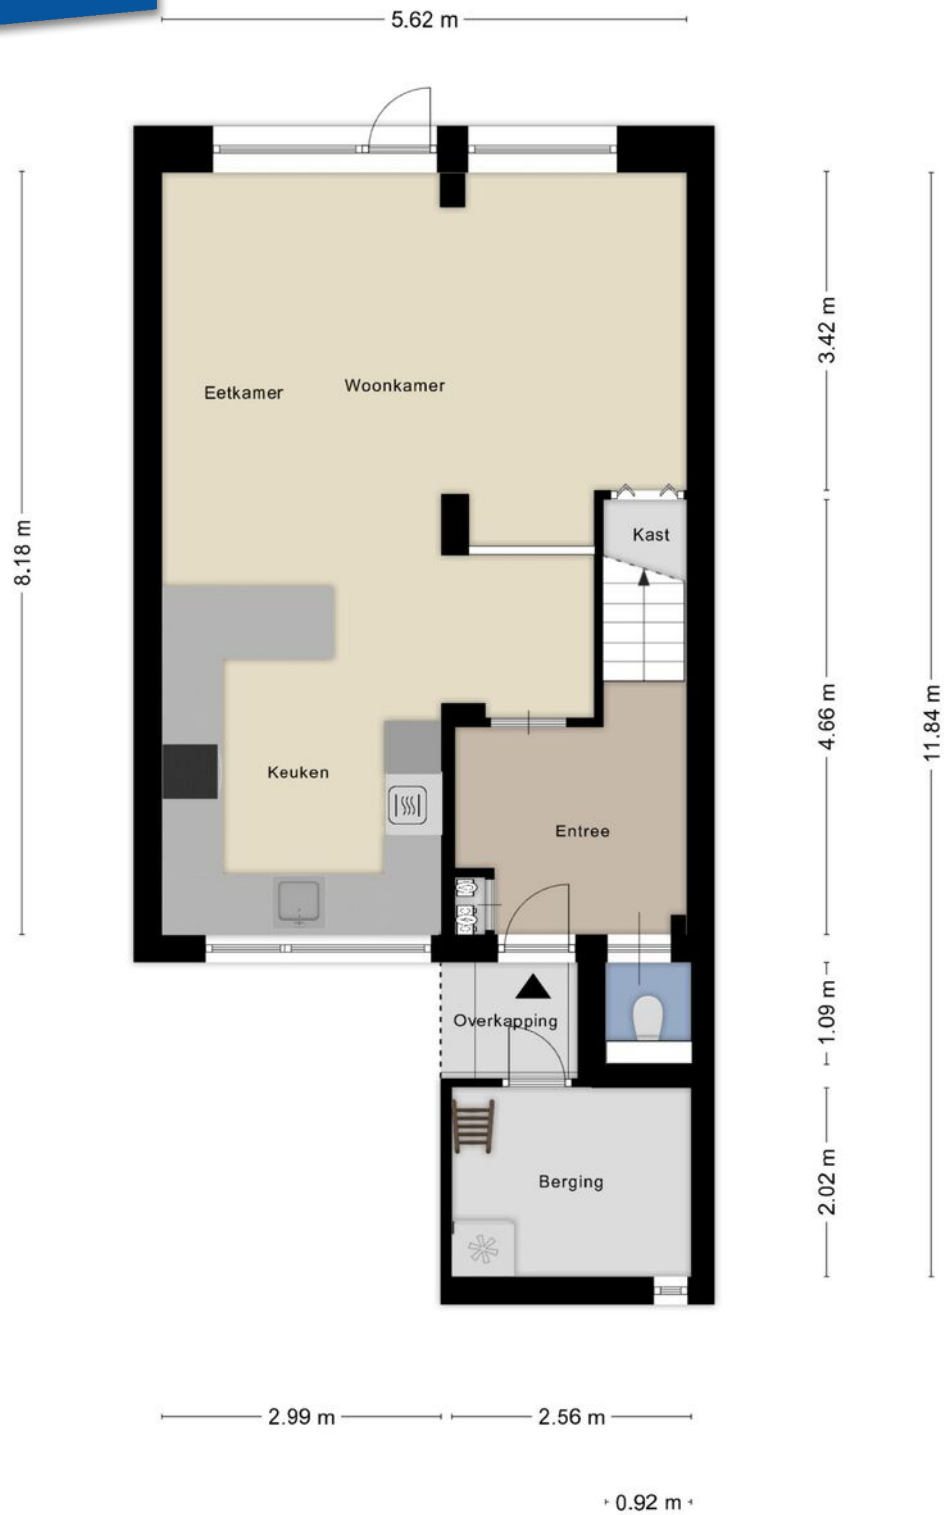 5.62 m
3.42 m
Eetkamer
Woonkamer
8.18 m
Kast
4.66 m
11.84 m
Keuken
Entree
1.09 m
Overkapping
2.02 m
Berging
2.99 m
2.56 m
0.92 m